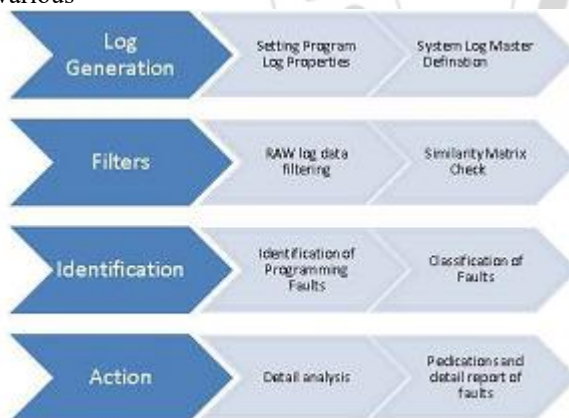 various
Log
Generation
Setting Program
Log Properties
System Log Master
Defination
Filters
RAW log data
filtering
Similarity Matrix
Check
Identification
Identification of
Programming
Faults
Classification of
Faults
Action
Detail analysis
Pedications and
detail report of
faults